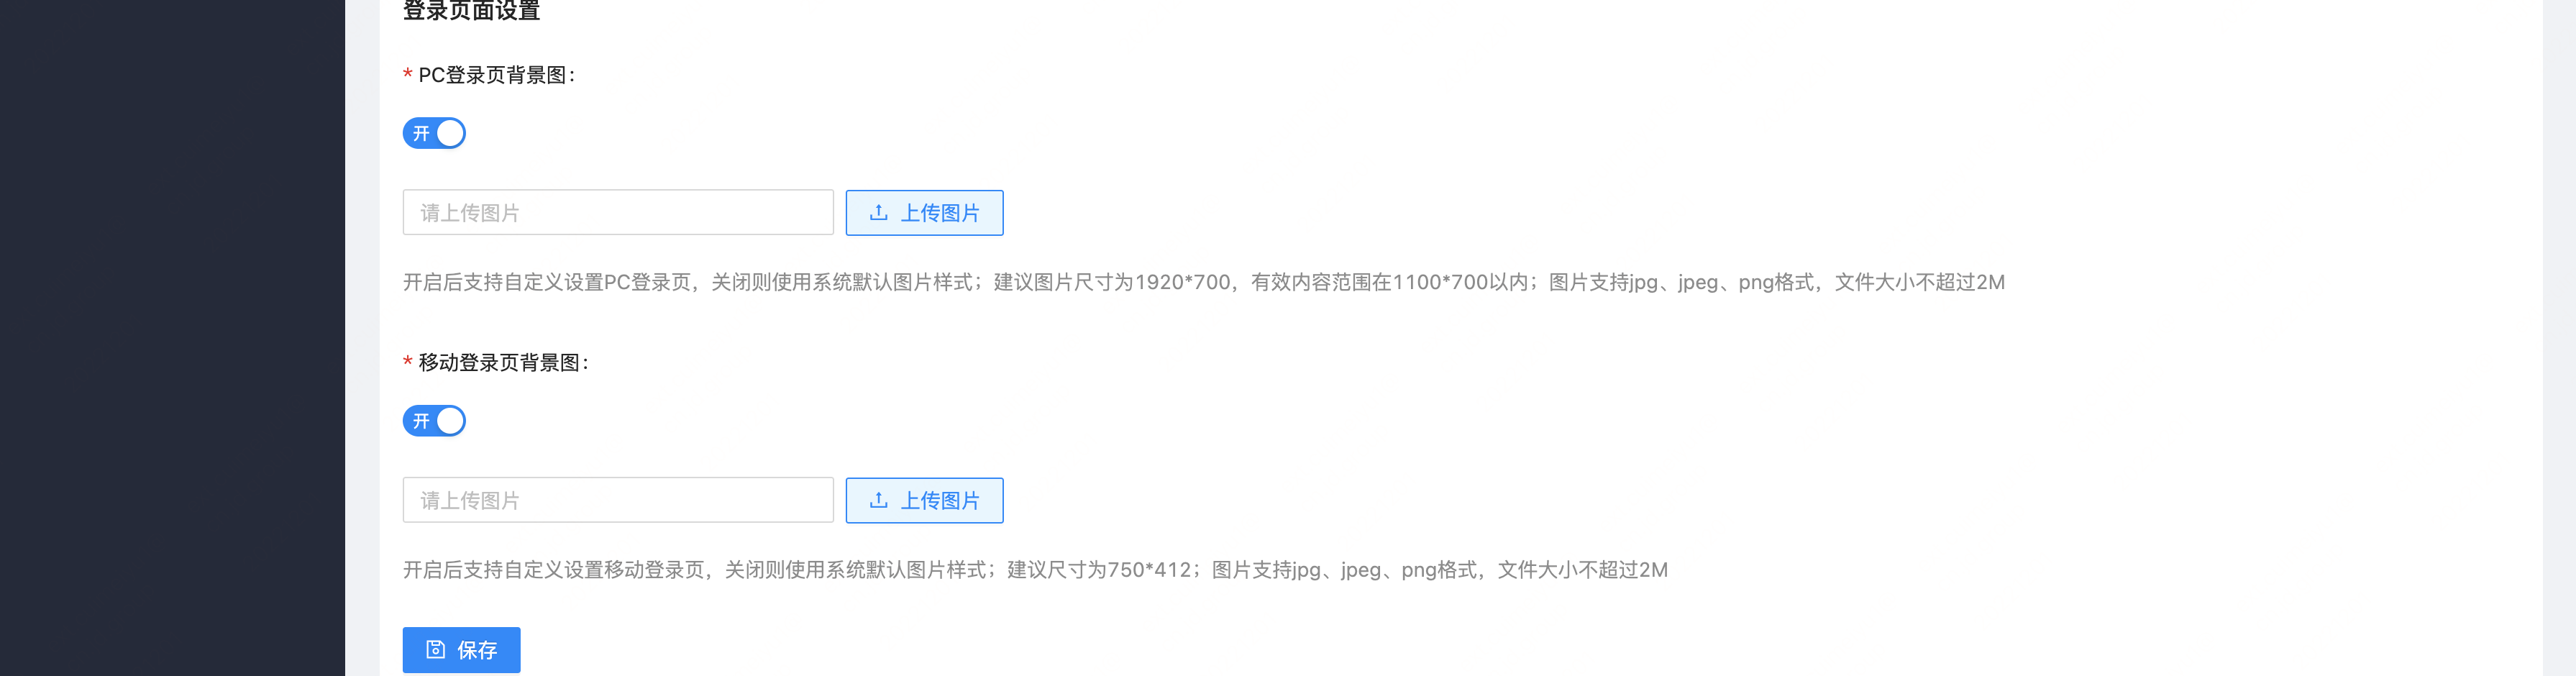 登录页面设置
* PC登录页背景图：
开
请上传图片
上传图片
开启后支持自定义设置PC登录页，关闭则使用系统默认图片样式；建议图片尺寸为1920*700，有效内容范围在1100*700以内；图片支持jpg、jpeg、png格式，文件大小不超过2M
* 移动登录页背景图：
开
请上传图片
上传图片
开启后支持自定义设置移动登录页，关闭则使用系统默认图片样式；建议尺寸为750*412；图片支持jpg、jpeg、png格式，文件大小不超过2M
保存